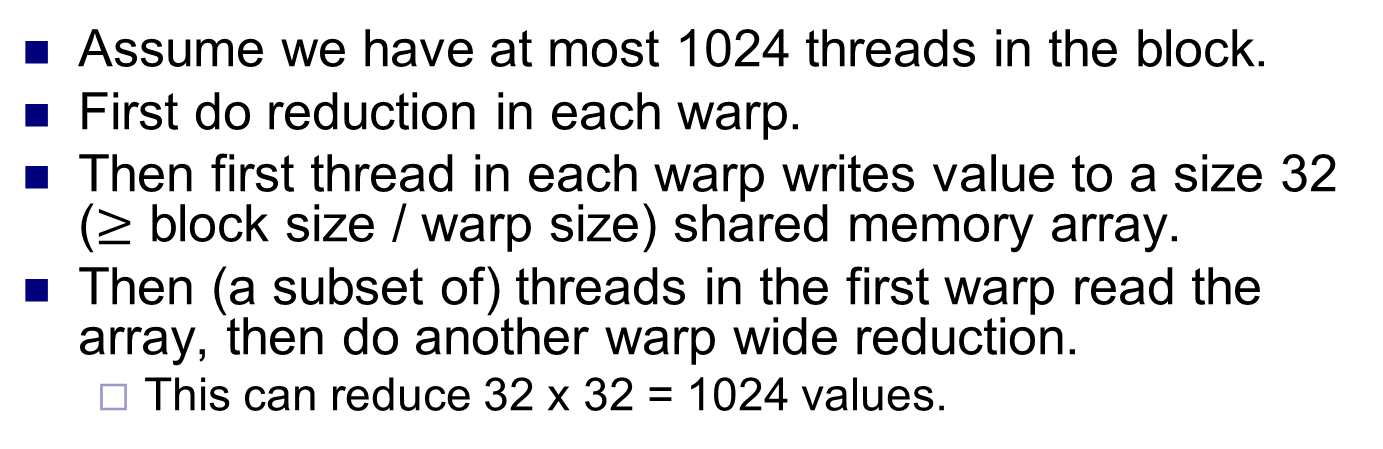 Assume we have at most 1024 threads in the block.
First do reduction in each warp.
Then first thread in each warp writes value to a size 32
(≥ block size / warp size) shared memory array.
Then (a subset of) threads in the first warp read the
array, then do another warp wide reduction.
This can reduce 32 x 32 = 1024 values.